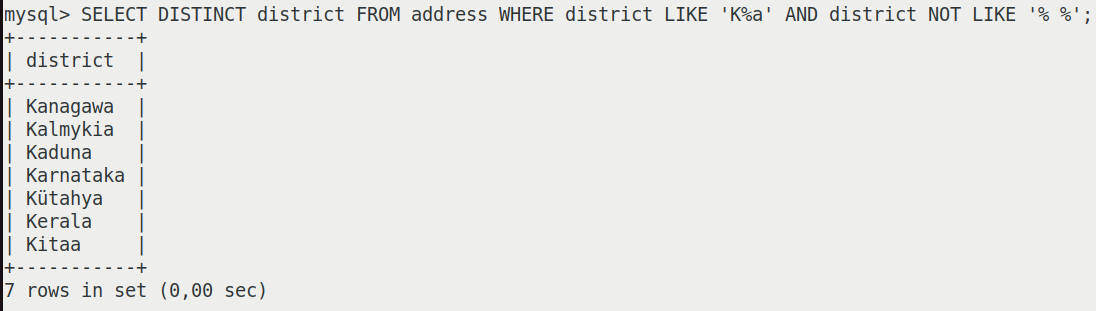 mysql> SELECT DISTINCT district FROM address WHERE district LIKE 'K%a' AND district NOT LIKE '% %';
+-----------+
| district  |
+-----------+
| Kanagawa  |
| Kalmykia  |
| Kaduna    |
| Karnataka |
| Kütahya   |
| Kerala    |
| Kitaa     |
+-----------+
7 rows in set (0,00 sec)